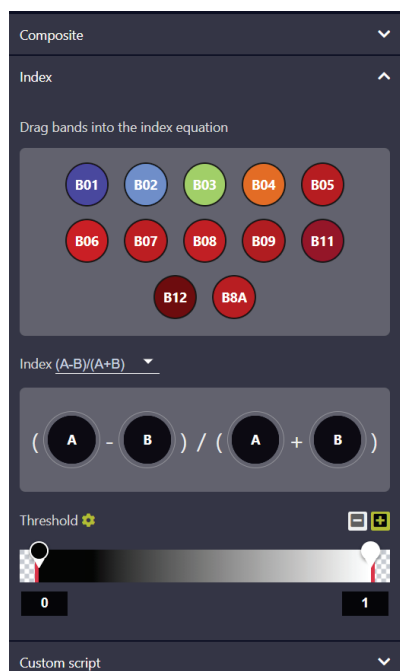 Composite
Index
Drag bands into the index equation
B01 B02 B03 B04 B05
B06 B07 B08 B09 B11
B12 B8A
Index (A-B)/(A+B)
( A - B ) / ( A + B )
Threshold
0 1
Custom script